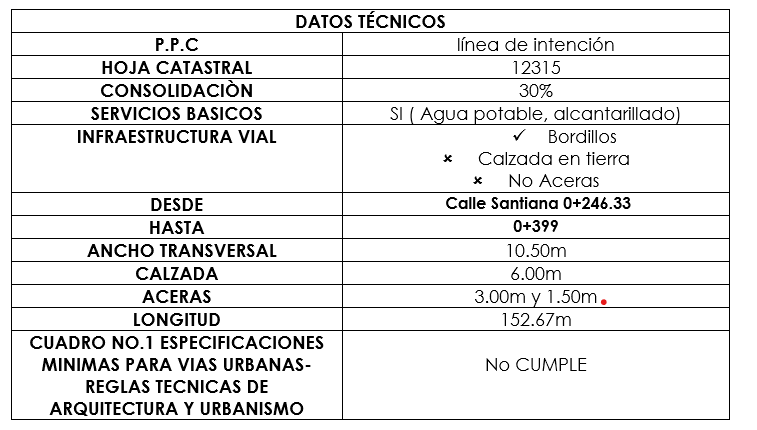 DATOS TÉCNICOS
P.P.C línea de intención
HOJA CATASTRAL 12315
CONSOLIDACIÒN 30%
SERVICIOS BASICOS SI ( Agua potable, alcantarillado)
INFRAESTRUCTURA VIAL ✓ Bordillos
× Calzada en tierra
× No Aceras
DESDE Calle Santiana 0+246.33
HASTA 0+399
ANCHO TRANSVERSAL 10.50m
CALZADA 6.00m
ACERAS 3.00m y 1.50m
LONGITUD 152.67m
CUADRO NO.1 ESPECIFICACIONES
MINIMAS PARA VIAS URBANAS-
REGLAS TECNICAS DE
ARQUITECTURA Y URBANISMO
No CUMPLE